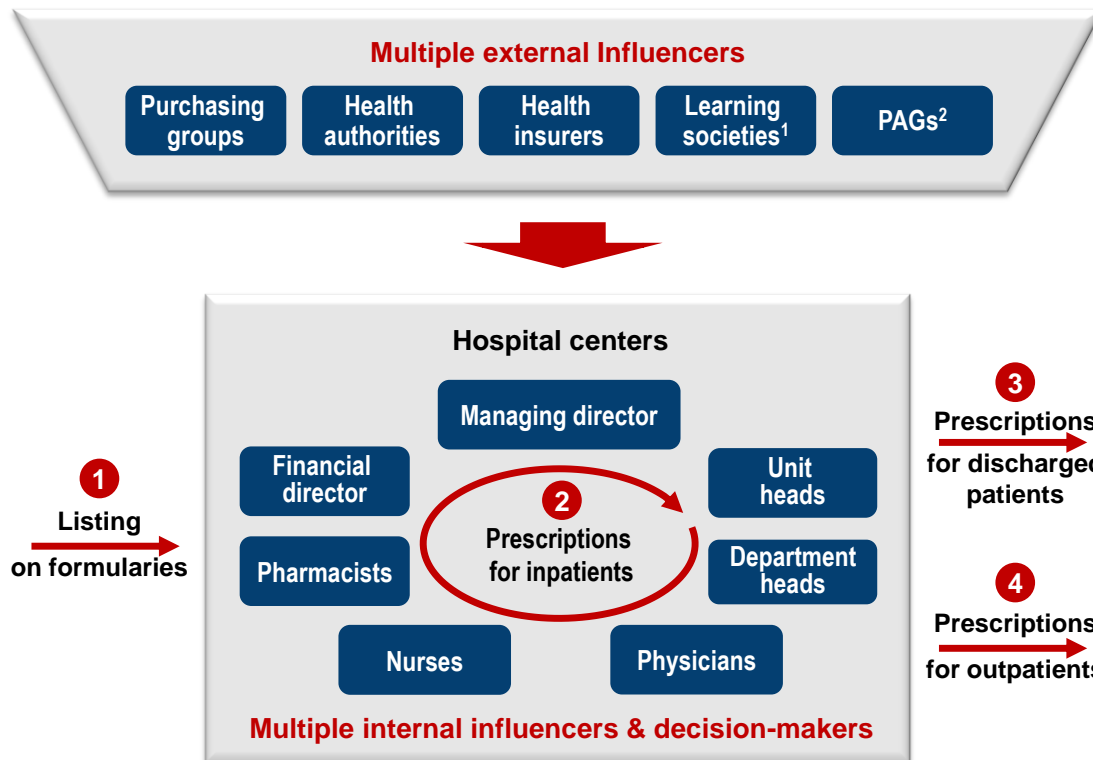 Multiple external Influencers
Purchasing
groups
Health
authorities
Health
insurers
Learning
societies1
PAGs2
Hospital centers
Managing director
Financial
director
Pharmacists
Nurses
Physicians
Unit
heads
Department
heads
2
Prescriptions
for inpatients
Multiple internal influencers & decision-makers
1
Listing
on formularies
3
Prescriptions
for discharged
patients
4
Prescriptions
for outpatients